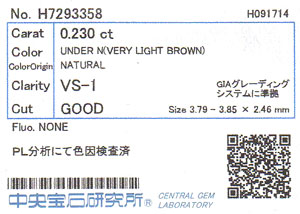 No. H7293358 H091714
Carat 0.230 ct
Color UNDER N(VERY LIGHT BROWN)
ColorOrigin NATURAL
Clarity VS-1 GIAグレーディング
システムに準拠
Cut GOOD Size 3.79 - 3.85 × 2.46 mm
Fluo. NONE
PL分析にて色因検査済
中央宝石研究所® CENTRAL GEM
LABORATORY